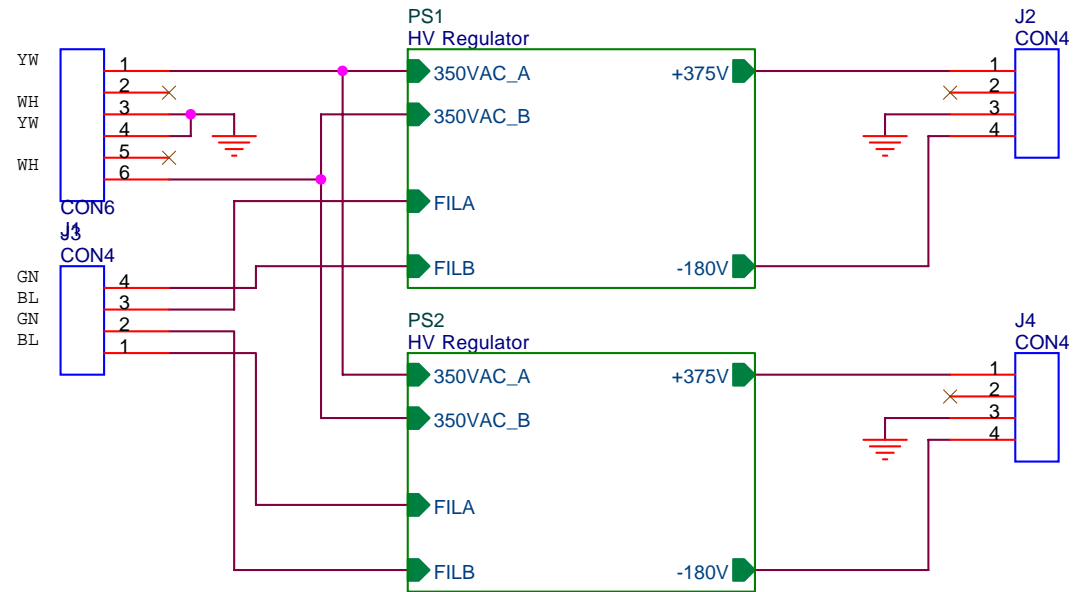 PS1
HV Regulator
350VAC_A
350VAC_B
FILA
FILB
+375V
-180V
J2
CON4
1
2
3
4
YW
WH
YW
WH
1
2
3
4
5
6
CON6
J1
J3
CON4
GN
BL
GN
BL
4
3
2
1
PS2
HV Regulator
350VAC_A
350VAC_B
FILA
FILB
+375V
-180V
J4
CON4
1
2
3
4